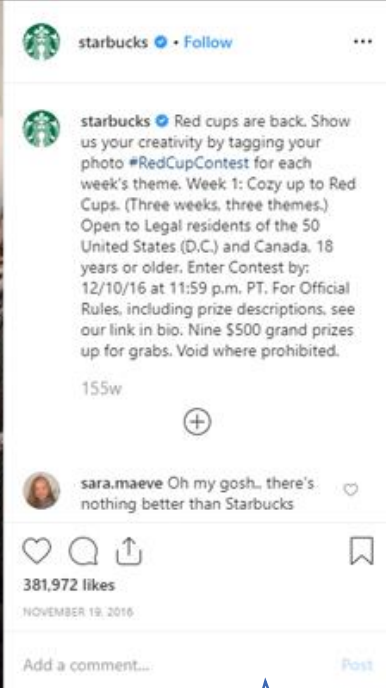 starbucks • Follow
starbucks Red cups are back. Show
us your creativity by tagging your
photo #RedCupContest for each
week's theme. Week 1: Cozy up to Red
Cups. (Three weeks, three themes.)
Open to Legal residents of the 50
United States (D.C.) and Canada, 18
years or older. Enter Contest by:
12/10/16 at 11:59 p.m. PT. For Official
Rules, including prize descriptions, see
our link in bio. Nine $500 grand prizes
up for grabs. Void where prohibited.
155w
sara.maeve Oh my gosh.. there's
nothing better than Starbucks
381,972 likes
NOVEMBER 19, 2016
Add a comment... Post